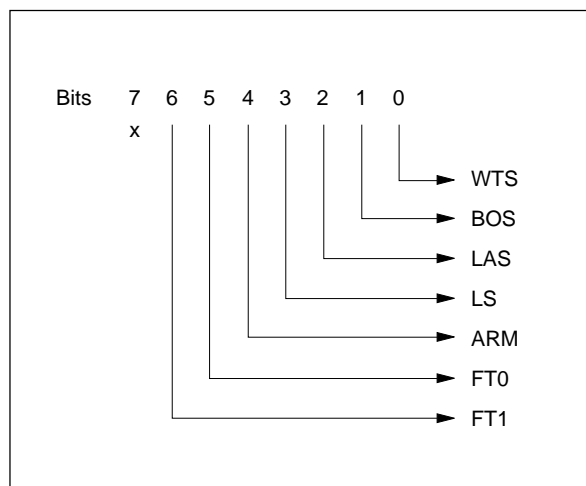 Bits 7 6 5 4 3 2 1 0
x
WTS
BOS
LAS
LS
ARM
FT0
FT1